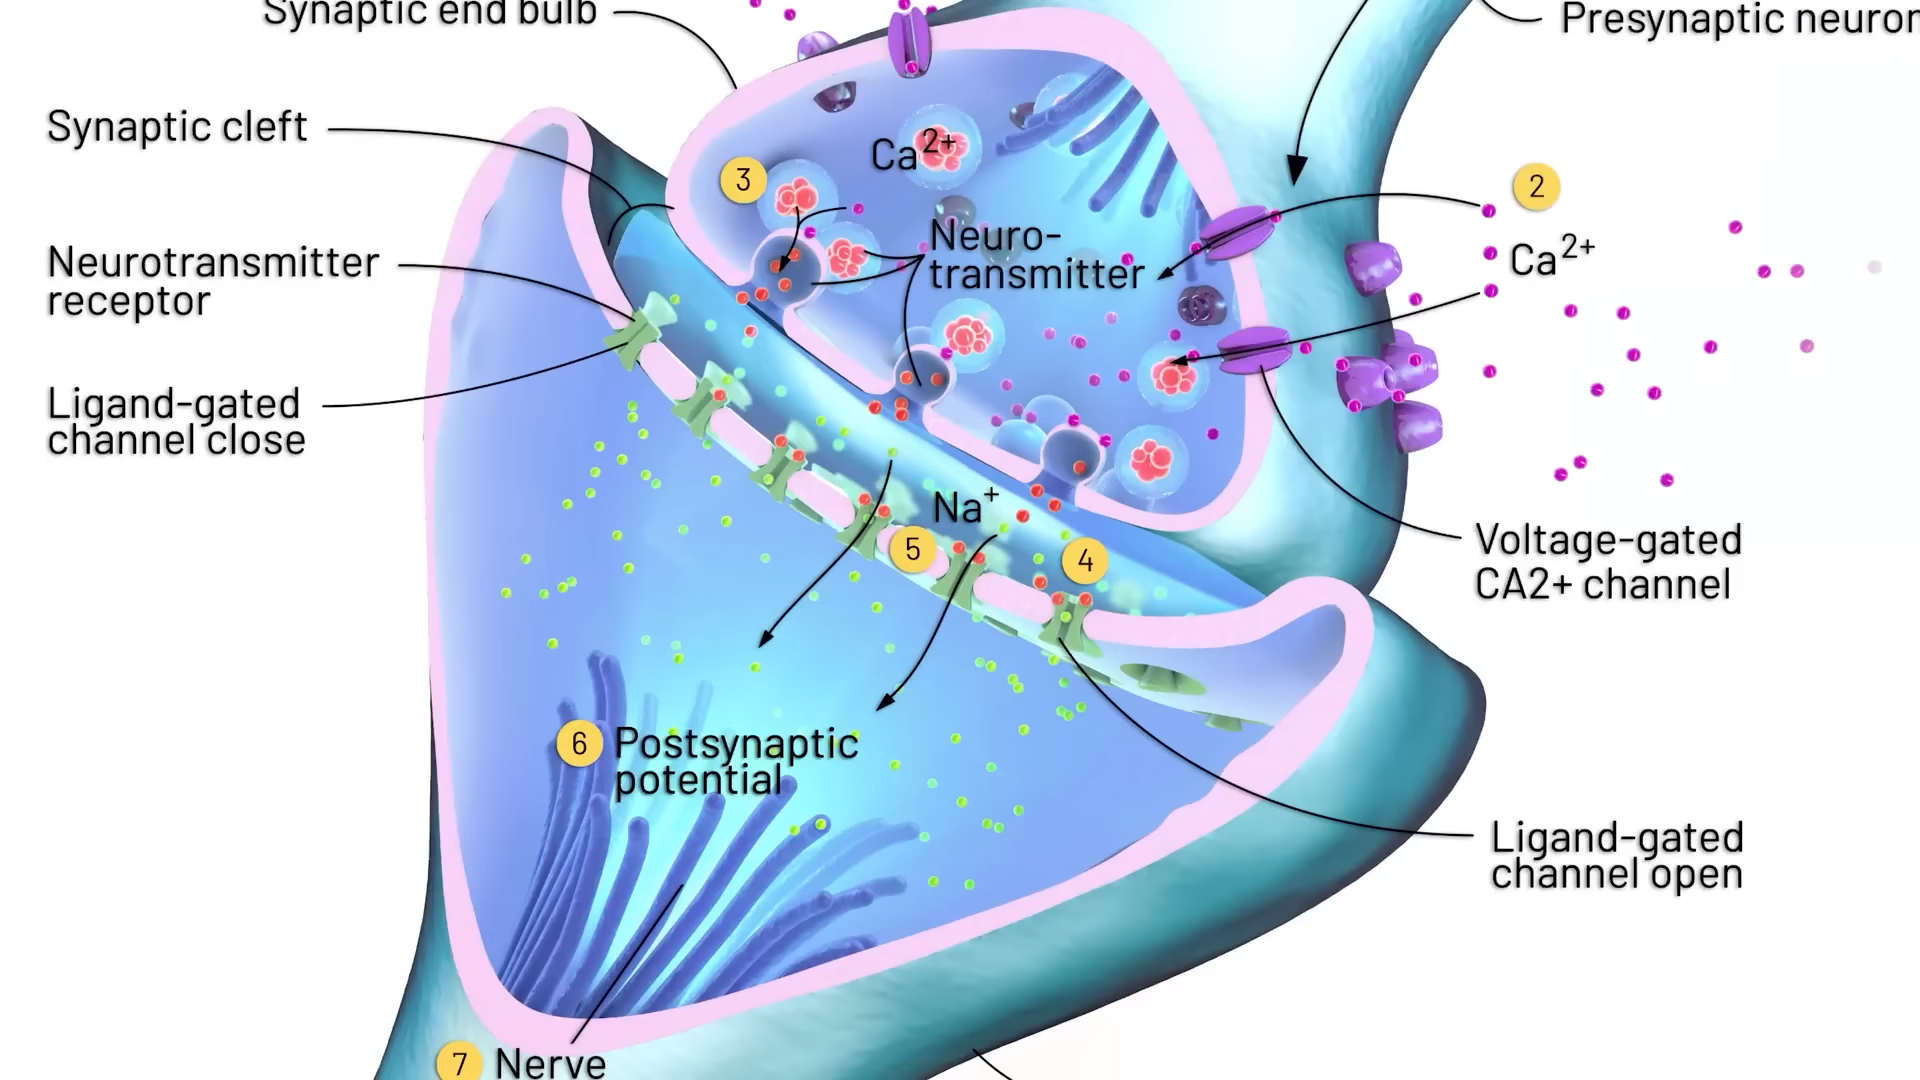 Synaptic end bulb
Presynaptic neuron
Synaptic cleft
3
Ca2+
2
Ca2+
Neurotransmitter
receptor
Neuro-
transmitter
Ligand-gated
channel close
Na+
5
4
Voltage-gated
CA2+ channel
6
Postsynaptic
potential
Ligand-gated
channel open
7
Nerve